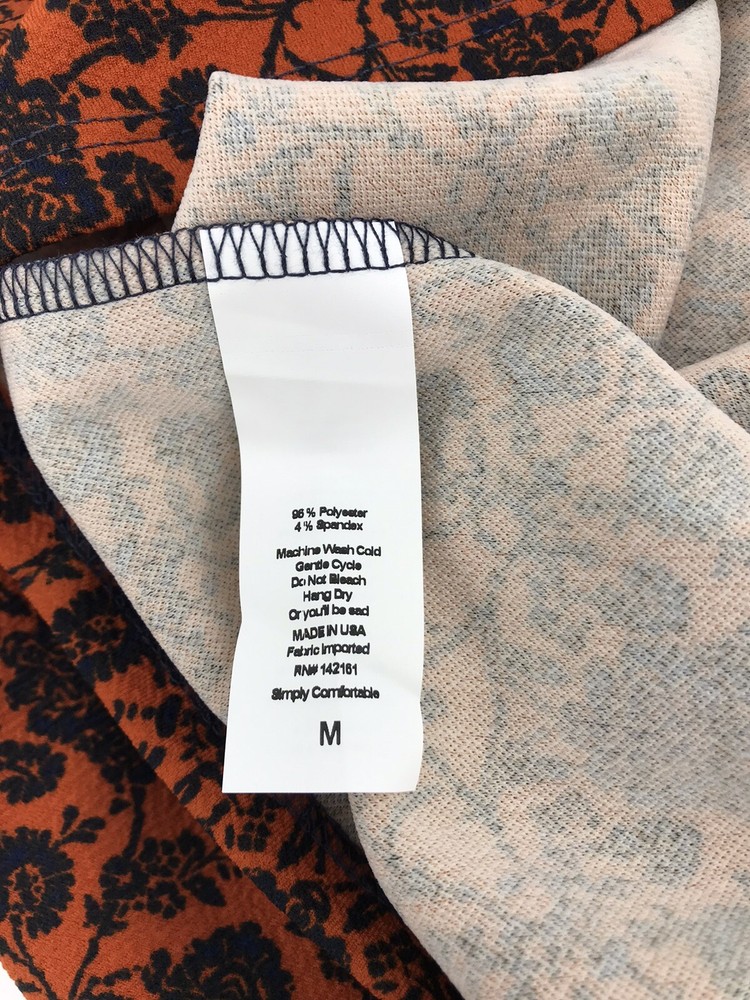 96 % Polyester
4 % Spandex
Machine Wash Cold
Gentle Cycle
Do Not Bleach
Hang Dry
Or you'll be sad
MADE IN USA
Fabric Imported
RN# 142161
Simply Comfortable
M